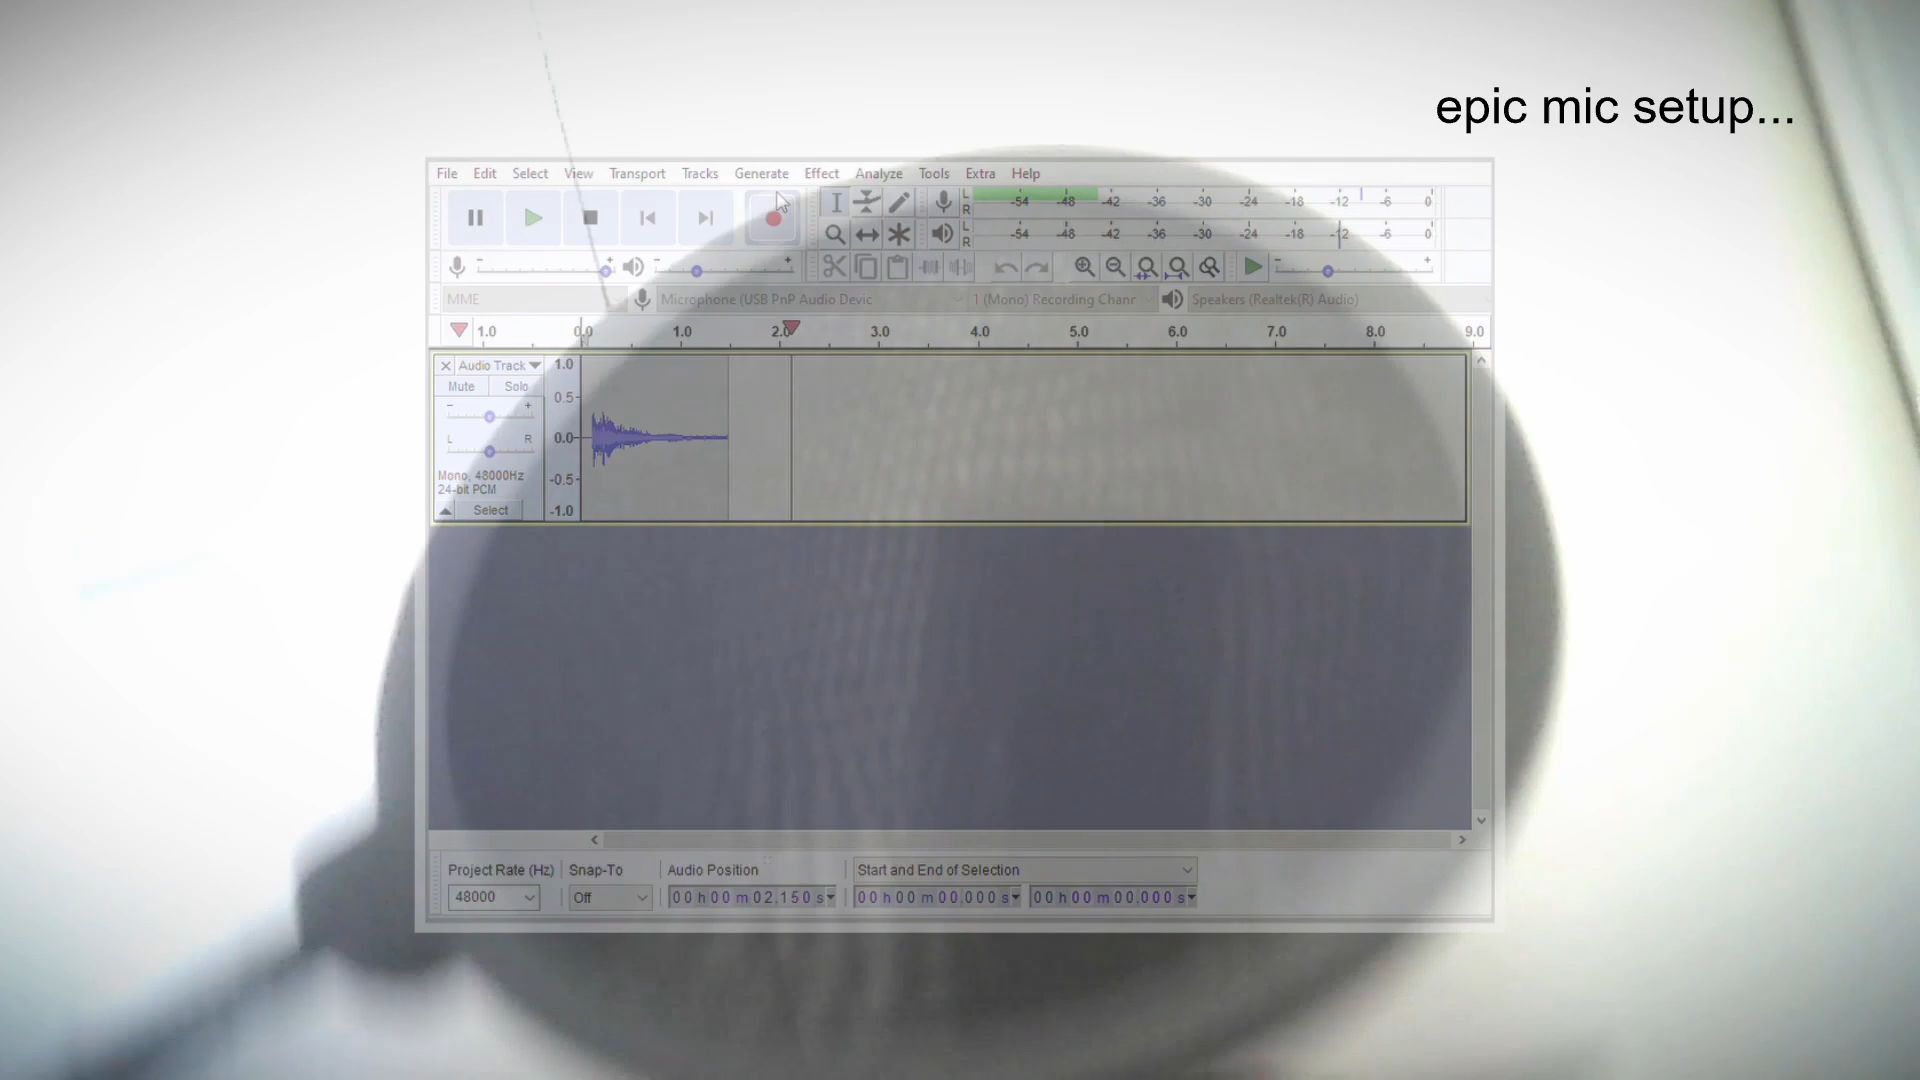 epic mic setup...
File Edit Select View Transport Tracks Generate Effect Analyze Tools Extra Help
L R -54 -48 -42 -36 -30 -24 -18 -12 -6 0
L R -54 -48 -42 -36 -30 -24 -18 -12 -6 0
- + - + - +
MME Microphone (USB PnP Audio Devic 1 (Mono) Recording Chanr Speakers (Realtek(R) Audio)
1.0 0.0 1.0 2.0 3.0 4.0 5.0 6.0 7.0 8.0 9.0
Audio Track 1.0
Mute Solo
- + 0.5
L R 0.0
Mono, 48000Hz -0.5
24-bit PCM
Select -1.0
Project Rate (Hz) Snap-To Audio Position Start and End of Selection
48000 Off 00 h 00 m 02.150 s 00 h 00 m 00.000 s 00 h 00 m 00.000 s